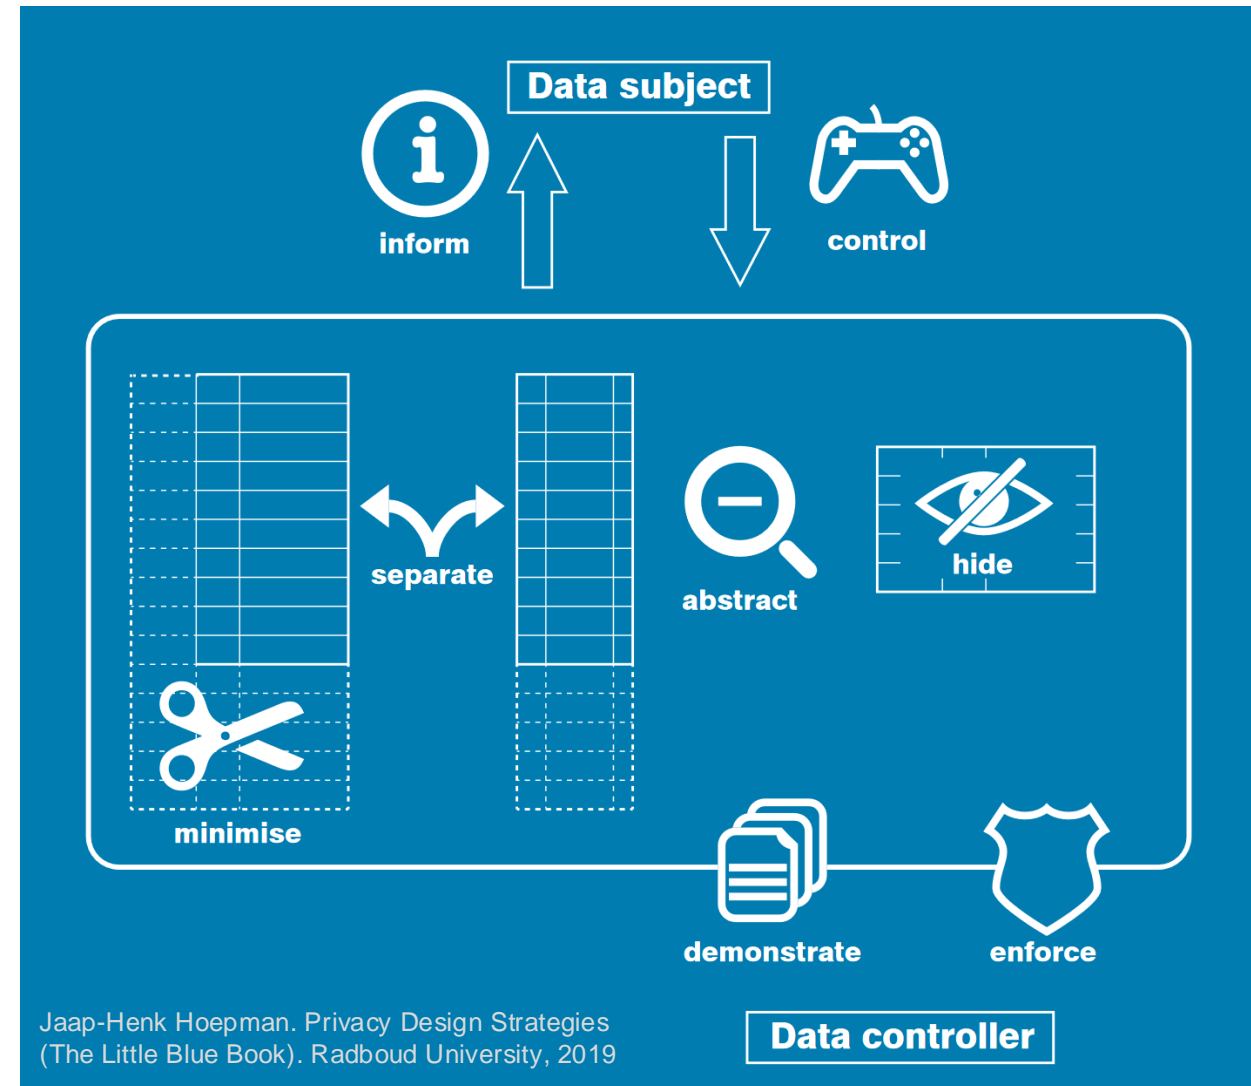 Data subject
inform
control
separate
abstract
hide
minimise
demonstrate
enforce
Jaap-Henk Hoepman. Privacy Design Strategies
(The Little Blue Book). Radboud University, 2019
Data controller